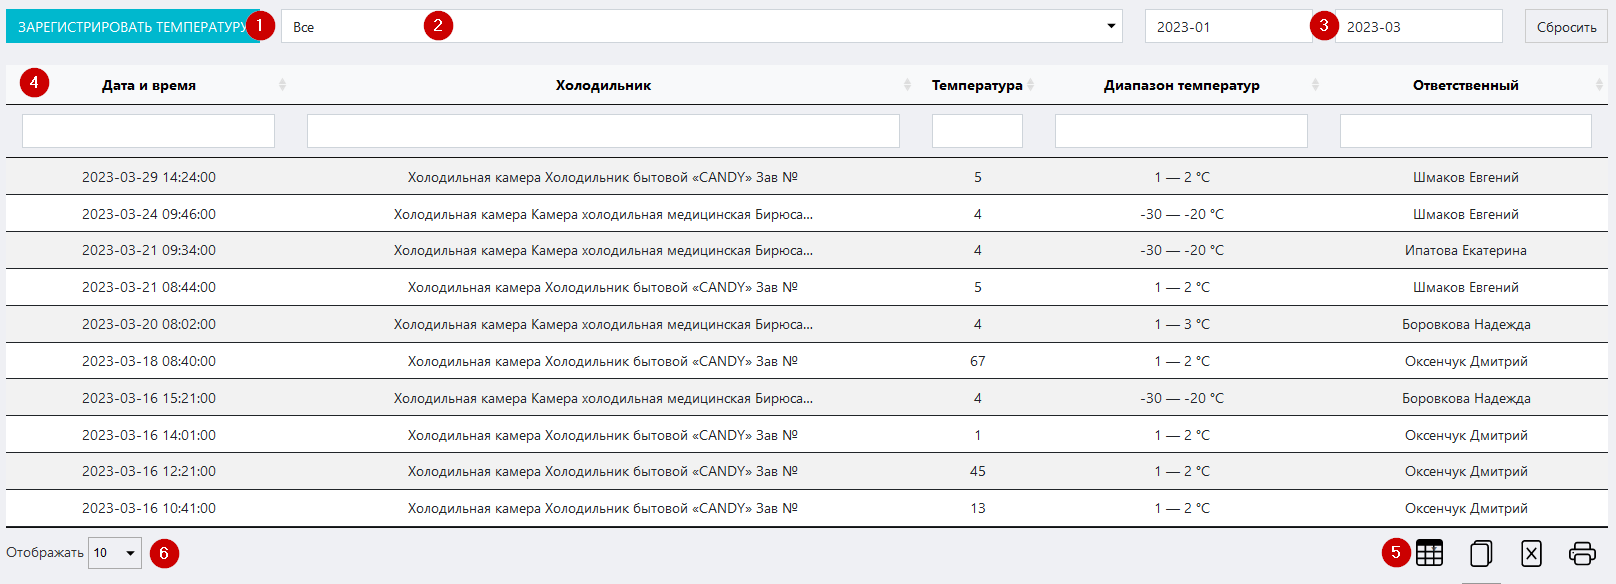 ЗАРЕГИСТРИРОВАТЬ ТЕМПЕРАТУРУ 1 Все 2 2023-01 3 2023-03 Сбросить
4 Дата и время Холодильник Температура Диапазон температур Ответственный
2023-03-29 14:24:00 Холодильная камера Холодильник бытовой «CANDY» Зав № 5 1 — 2 °C Шмаков Евгений
2023-03-24 09:46:00 Холодильная камера Камера холодильная медицинская Бирюса... 4 -30 — -20 °C Шмаков Евгений
2023-03-21 09:34:00 Холодильная камера Камера холодильная медицинская Бирюса... 4 -30 — -20 °C Ипатова Екатерина
2023-03-21 08:44:00 Холодильная камера Холодильник бытовой «CANDY» Зав № 5 1 — 2 °C Шмаков Евгений
2023-03-20 08:02:00 Холодильная камера Камера холодильная медицинская Бирюса... 4 1 — 3 °C Боровкова Надежда
2023-03-18 08:40:00 Холодильная камера Холодильник бытовой «CANDY» Зав № 67 1 — 2 °C Оксенчук Дмитрий
2023-03-16 15:21:00 Холодильная камера Камера холодильная медицинская Бирюса... 4 -30 — -20 °C Боровкова Надежда
2023-03-16 14:01:00 Холодильная камера Холодильник бытовой «CANDY» Зав № 1 1 — 2 °C Оксенчук Дмитрий
2023-03-16 12:21:00 Холодильная камера Холодильник бытовой «CANDY» Зав № 45 1 — 2 °C Оксенчук Дмитрий
2023-03-16 10:41:00 Холодильная камера Холодильник бытовой «CANDY» Зав № 13 1 — 2 °C Оксенчук Дмитрий
Отображать 10 6 5